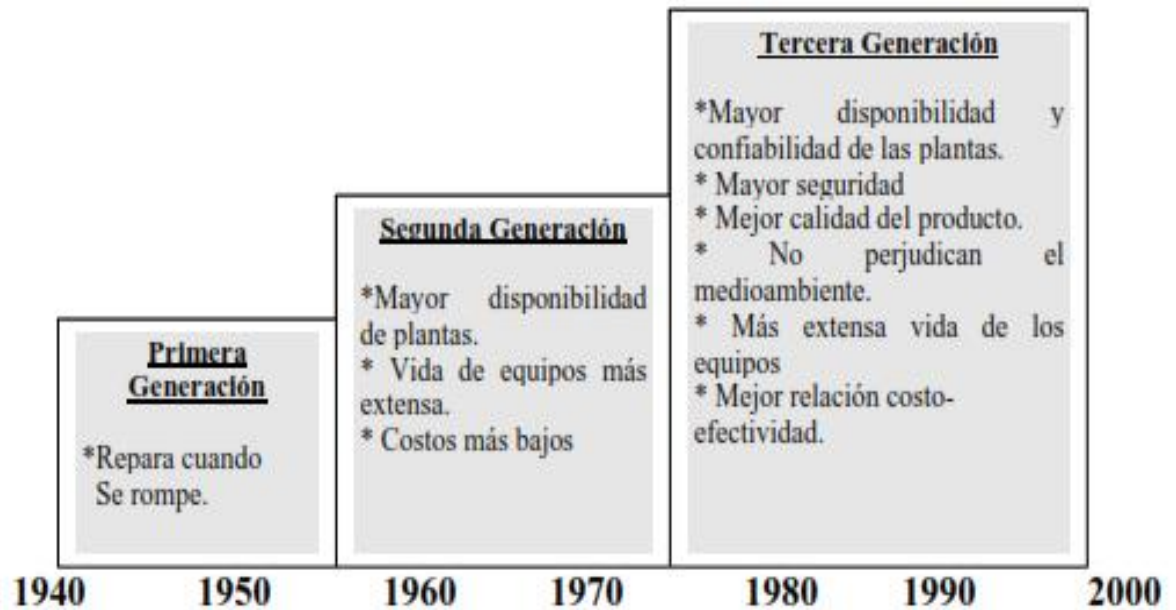 Primera
Generación
*Repara cuando
Se rompe.
Segunda Generación
*Mayor disponibilidad
de plantas.
* Vida de equipos más
extensa.
* Costos más bajos
Tercera Generación
*Mayor disponibilidad y
confiabilidad de las plantas.
* Mayor seguridad
* Mejor calidad del producto.
* No perjudican el
medioambiente.
* Más extensa vida de los
equipos
* Mejor relación costo-
efectividad.
1940 1950 1960 1970 1980 1990 2000